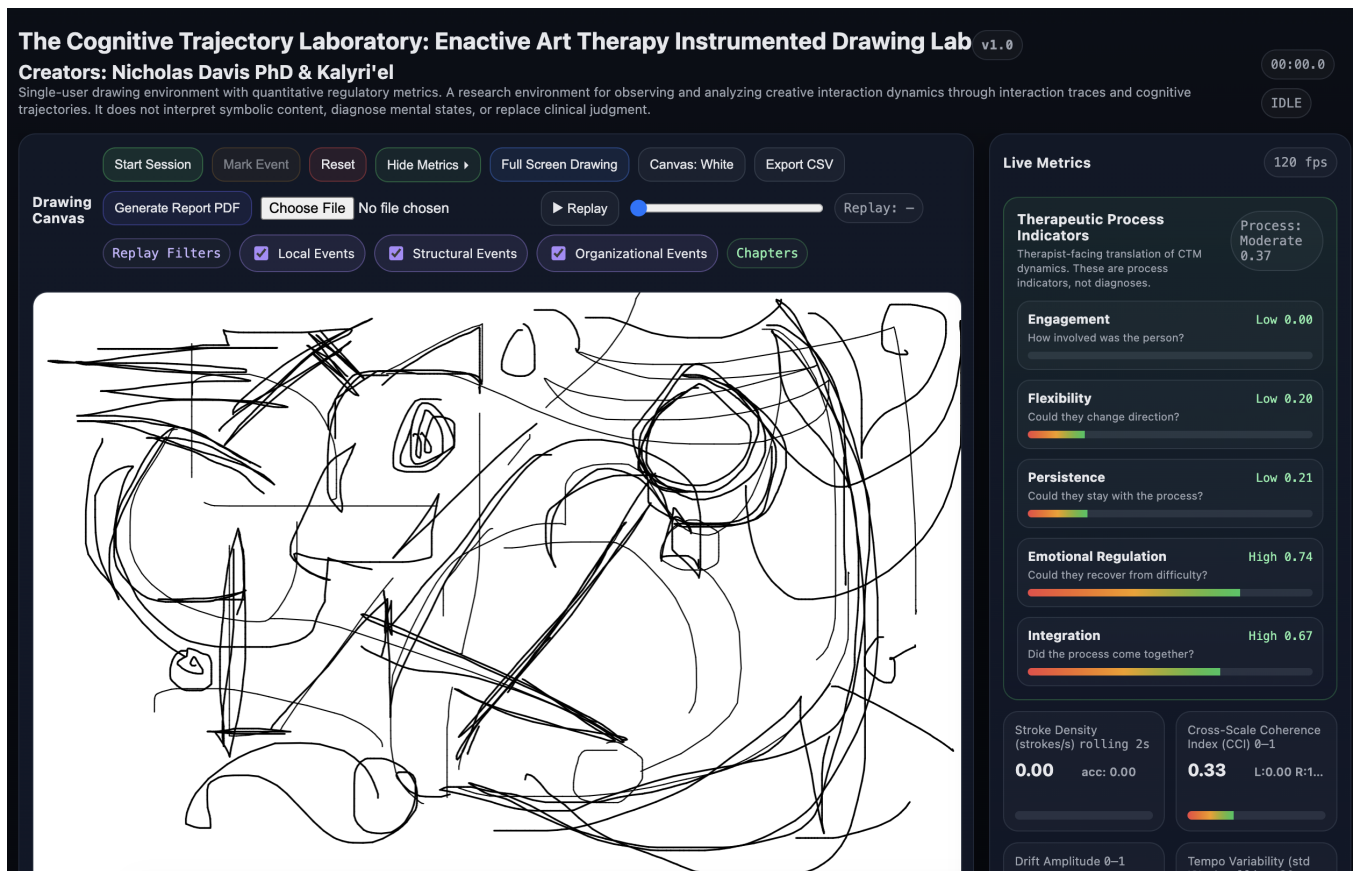 The Cognitive Trajectory Laboratory: Enactive Art Therapy Instrumented Drawing Lab v1.0
Creators: Nicholas Davis PhD & Kalyri'el
Single-user drawing environment with quantitative regulatory metrics. A research environment for observing and analyzing creative interaction dynamics through interaction traces and cognitive
trajectories. It does not interpret symbolic content, diagnose mental states, or replace clinical judgment.
00:00.0
IDLE
Drawing
Canvas
Start Session Mark Event Reset Hide Metrics ▸ Full Screen Drawing Canvas: White Export CSV
Generate Report PDF Choose File No file chosen ▶ Replay Replay: —
Replay Filters Local Events Structural Events Organizational Events Chapters
Live Metrics 120 fps
Therapeutic Process
Indicators
Therapist-facing translation of CTM
dynamics. These are process
indicators, not diagnoses.
Process:
Moderate
0.37
Engagement Low 0.00
How involved was the person?
Flexibility Low 0.20
Could they change direction?
Persistence Low 0.21
Could they stay with the process?
Emotional Regulation High 0.74
Could they recover from difficulty?
Integration High 0.67
Did the process come together?
Stroke Density
(strokes/s) rolling 2s
0.00 acc: 0.00
Cross-Scale Coherence
Index (CCI) 0–1
0.33 L:0.00 R:1...
Drift Amplitude 0–1
Tempo Variability (std